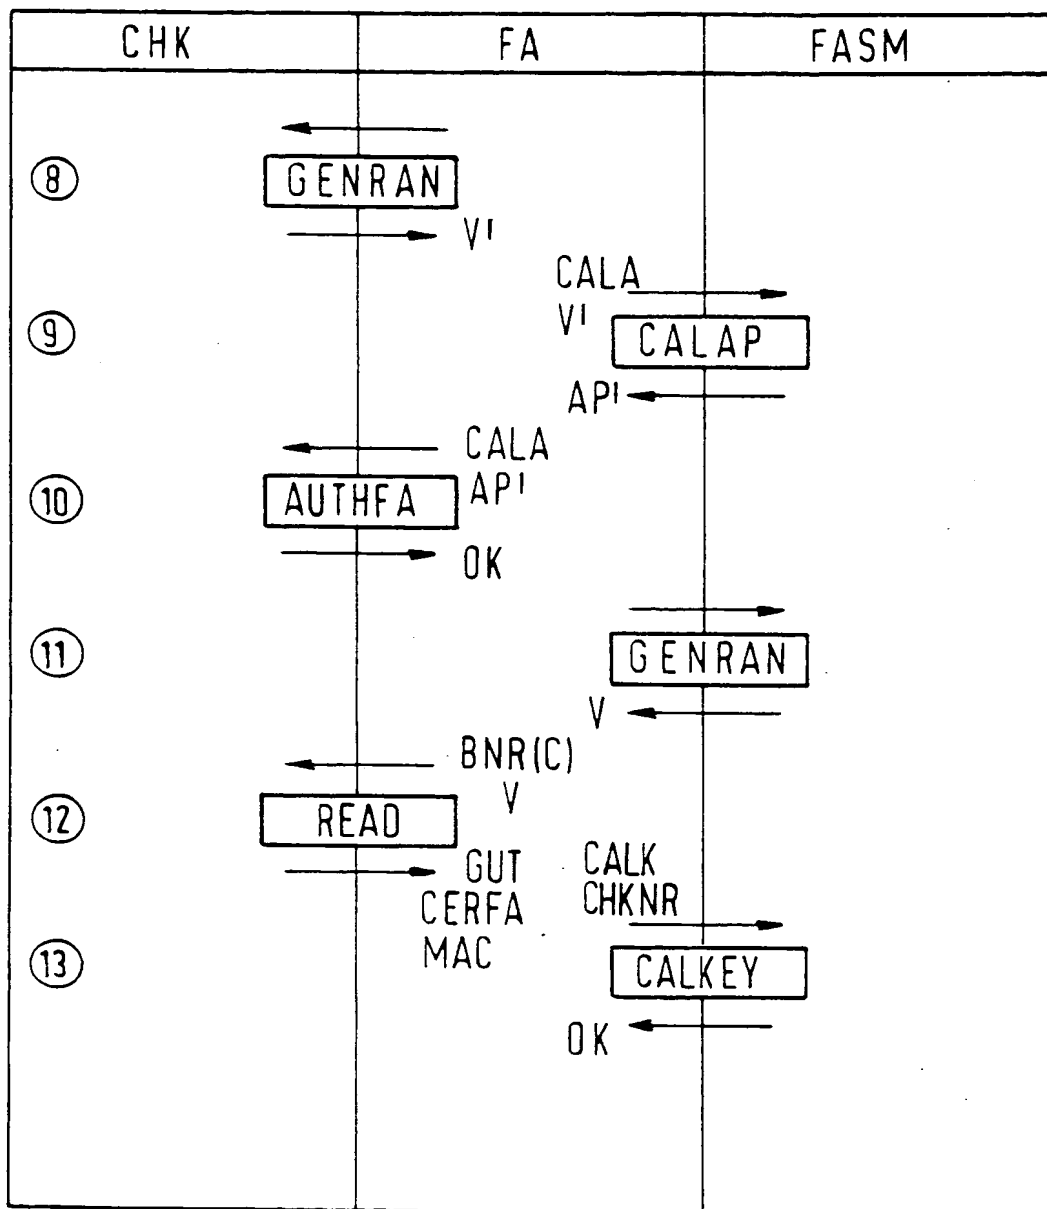 CHK FA FASM
8 GENRAN
V'
CALA
V'
9 CALAP
AP'
CALA
AP'
10 AUTHFA
OK
11 GENRAN
V
BNR(C)
V
12 READ
GUT
CERFA
MAC
CALK
CHKNR
13 CALKEY
OK